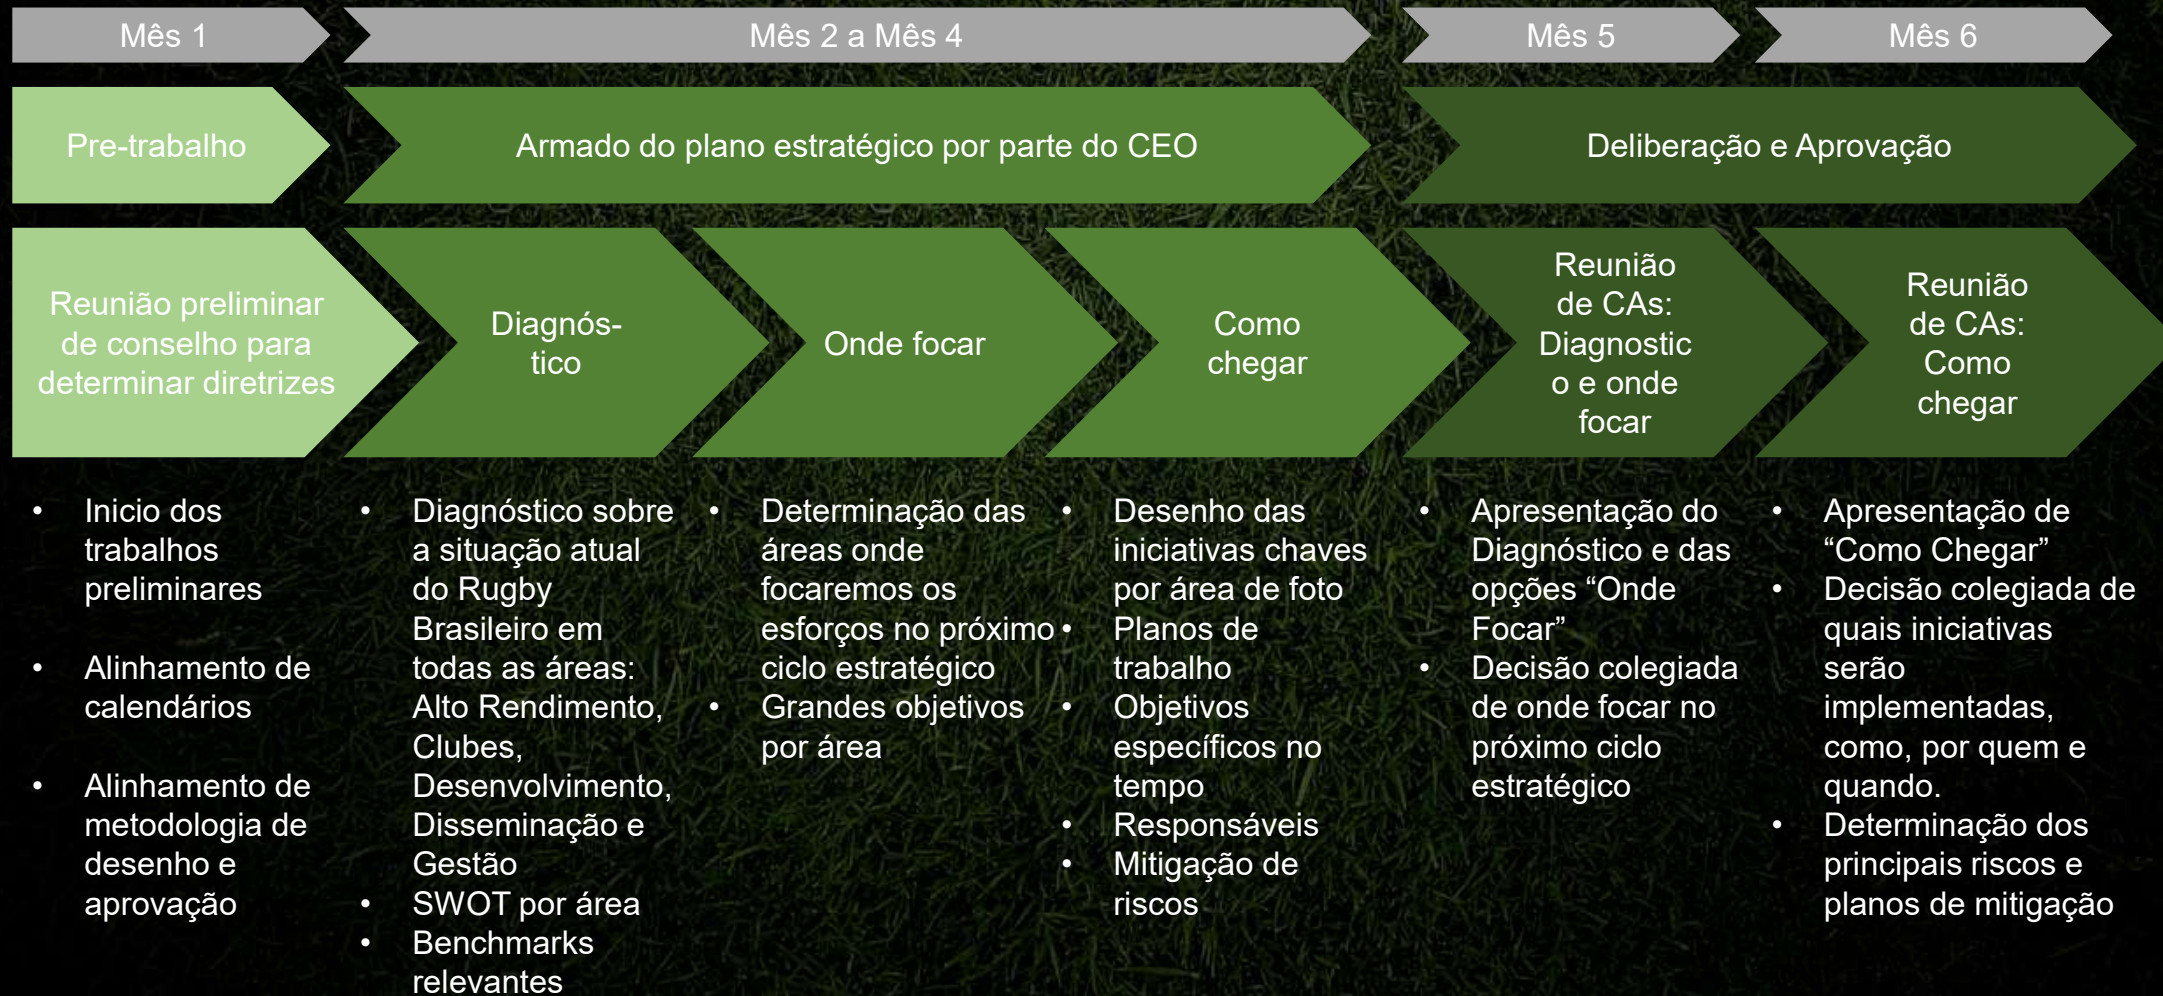 Mês 1
Mês 2 a Mês 4
Mês 5
Mês 6
Pre-trabalho
Armado do plano estratégico por parte do CEO
Deliberação e Aprovação
Reunião preliminar
de conselho para
determinar diretrizes
Diagnós-
tico
Onde focar
Como
chegar
Reunião
de CAs:
Diagnostic
o e onde
focar
Reunião
de CAs:
Como
chegar
• Inicio dos
trabalhos
preliminares
• Alinhamento de
calendários
• Alinhamento de
metodologia de
desenho e
aprovação
• Diagnóstico sobre
a situação atual
do Rugby
Brasileiro em
todas as áreas:
Alto Rendimento,
Clubes,
Desenvolvimento,
Disseminação e
Gestão
• SWOT por área
• Benchmarks
relevantes
• Determinação das
áreas onde
focaremos os
esforços no próximo
ciclo estratégico
• Grandes objetivos
por área
• Desenho das
iniciativas chaves
por área de foto
• Planos de
trabalho
• Objetivos
específicos no
tempo
• Responsáveis
• Mitigação de
riscos
• Apresentação do
Diagnóstico e das
opções “Onde
Focar”
• Decisão colegiada
de onde focar no
próximo ciclo
estratégico
• Apresentação de
“Como Chegar”
• Decisão colegiada de
quais iniciativas
serão
implementadas,
como, por quem e
quando.
• Determinação dos
principais riscos e
planos de mitigação